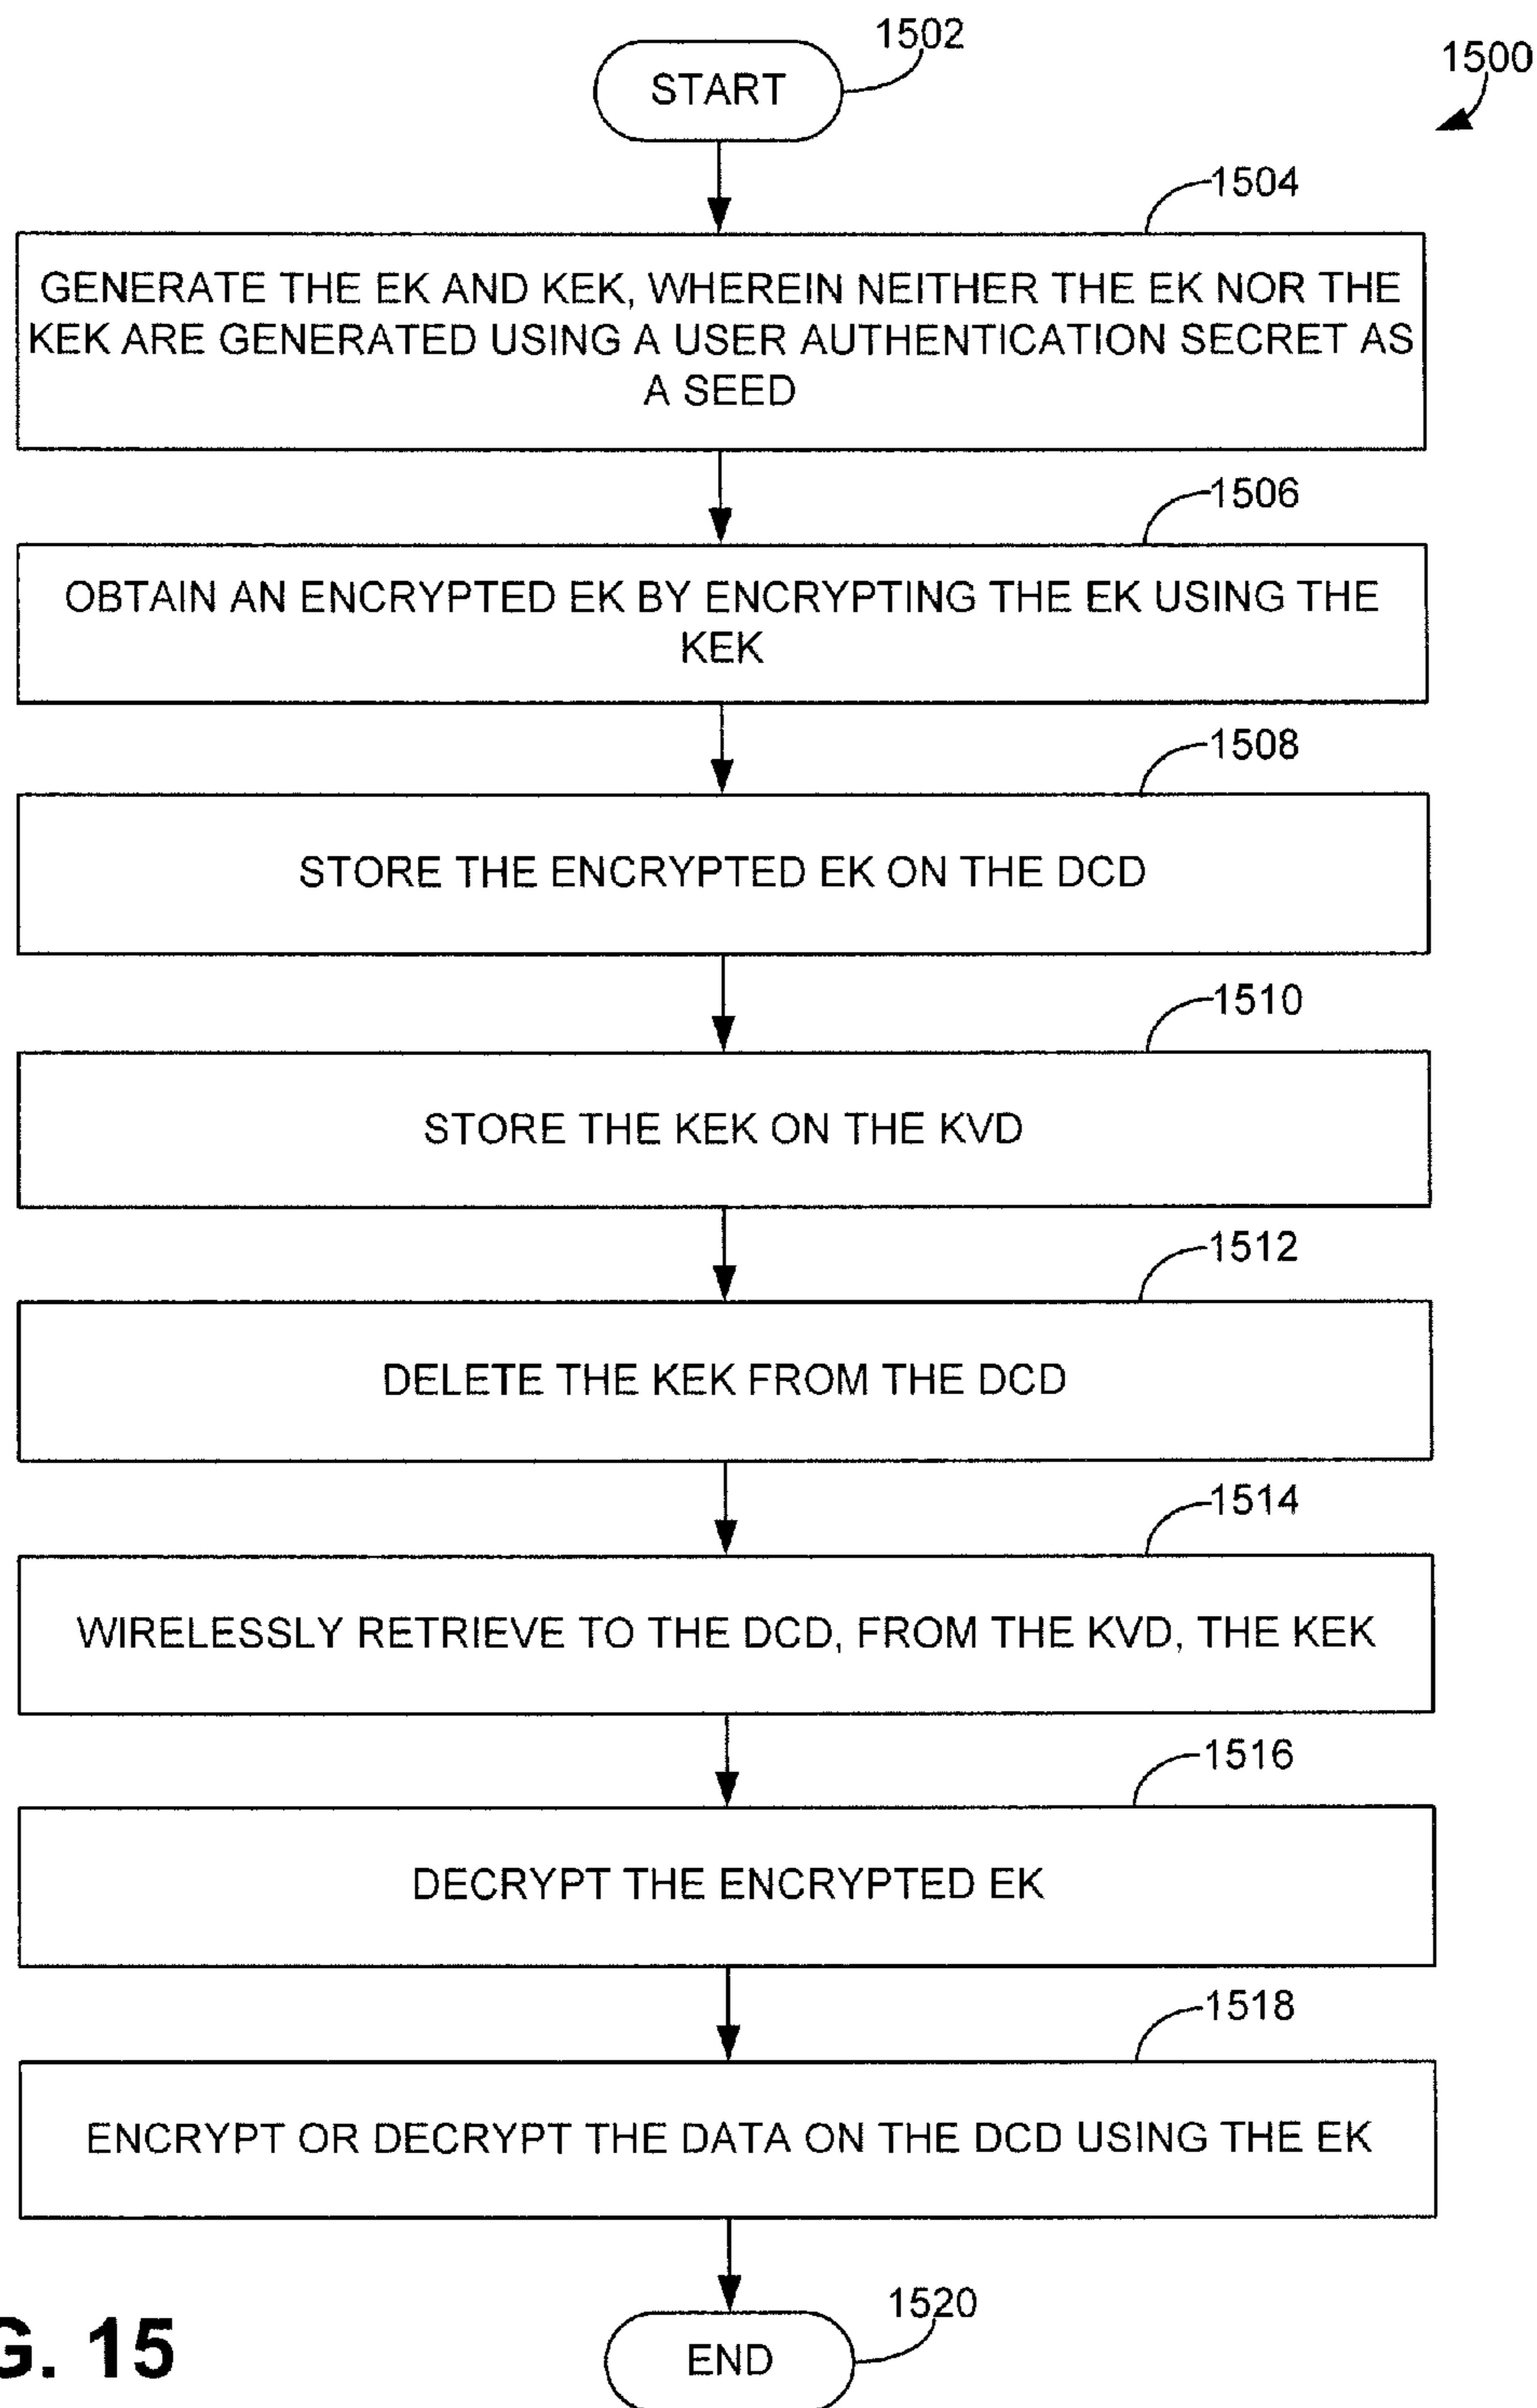 1502
START
1500
1504
GENERATE THE EK AND KEK, WHEREIN NEITHER THE EK NOR THE
KEK ARE GENERATED USING A USER AUTHENTICATION SECRET AS
A SEED
1506
OBTAIN AN ENCRYPTED EK BY ENCRYPTING THE EK USING THE
KEK
1508
STORE THE ENCRYPTED EK ON THE DCD
1510
STORE THE KEK ON THE KVD
1512
DELETE THE KEK FROM THE DCD
1514
WIRELESSLY RETRIEVE TO THE DCD, FROM THE KVD, THE KEK
1516
DECRYPT THE ENCRYPTED EK
1518
ENCRYPT OR DECRYPT THE DATA ON THE DCD USING THE EK
1520
END
G. 15